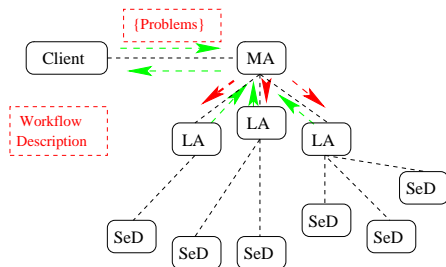 {Problems}
Client
MA
Workflow
Description
LA
LA
LA
SeD
SeD
SeD
SeD
SeD
SeD